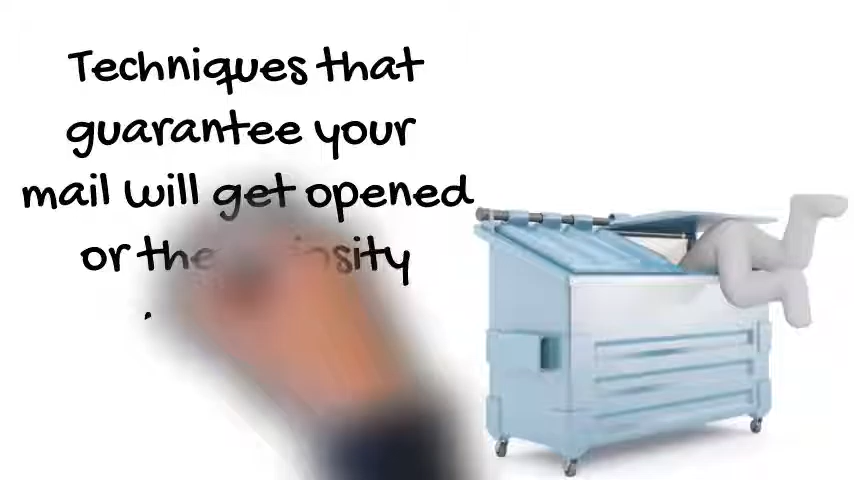 Techniques that
guarantee your
mail will get opened
or the